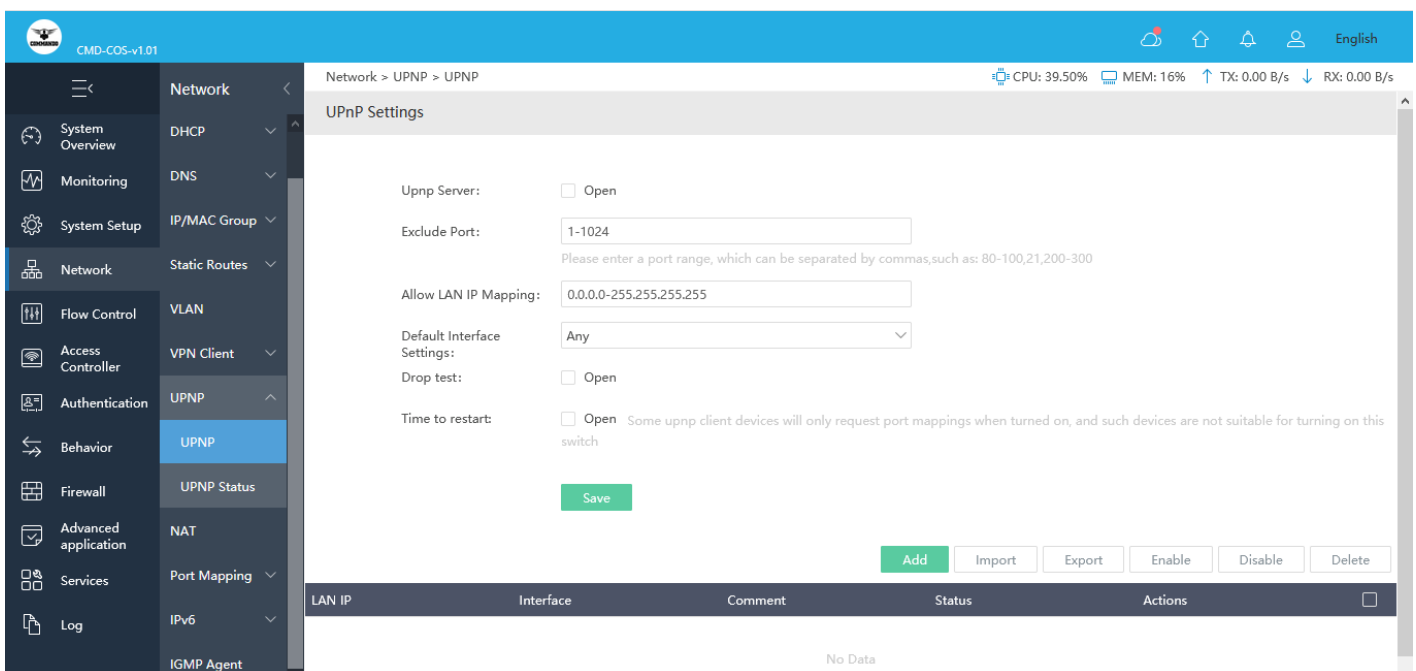 COMMANDO
CMD-COS-v1.01
English
Network > UPNP > UPNP
CPU: 39.50%
MEM: 16%
TX: 0.00 B/s
RX: 0.00 B/s
System
Overview
Monitoring
System Setup
Network
Flow Control
Access
Controller
Authentication
Behavior
Firewall
Advanced
application
Services
Log
Network
DHCP
DNS
IP/MAC Group
Static Routes
VLAN
VPN Client
UPNP
UPNP
UPNP Status
NAT
Port Mapping
IPv6
IGMP Agent
UPnP Settings
Upnp Server:
Open
Exclude Port:
1-1024
Please enter a port range, which can be separated by commas,such as: 80-100,21,200-300
Allow LAN IP Mapping:
0.0.0.0-255.255.255.255
Default Interface
Settings:
Any
Drop test:
Open
Time to restart:
Open Some upnp client devices will only request port mappings when turned on, and such devices are not suitable for turning on this
switch
Save
Add
Import
Export
Enable
Disable
Delete
LAN IP
Interface
Comment
Status
Actions
No Data